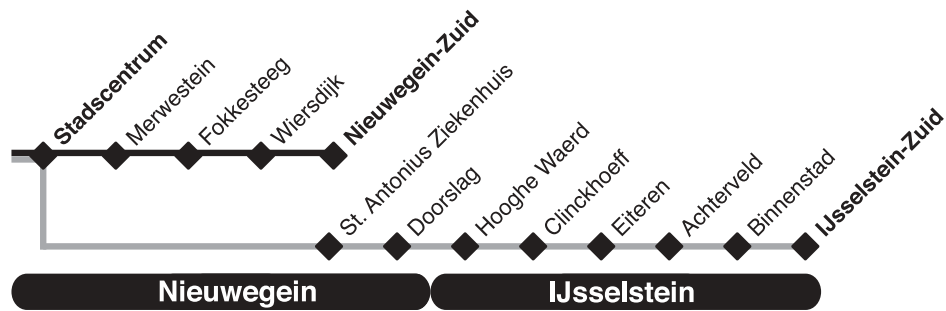 Stadscentrum
Merwestein
Fokkesteeg
Wiersdijk
Nieuwegein-Zuid
St. Antonius Ziekenhuis
Doorslag
Hooghe Waerd
Clinckhoeff
Eiteren
Achterveld
Binnenstad
IJsselstein-Zuid
Nieuwegein
IJsselstein